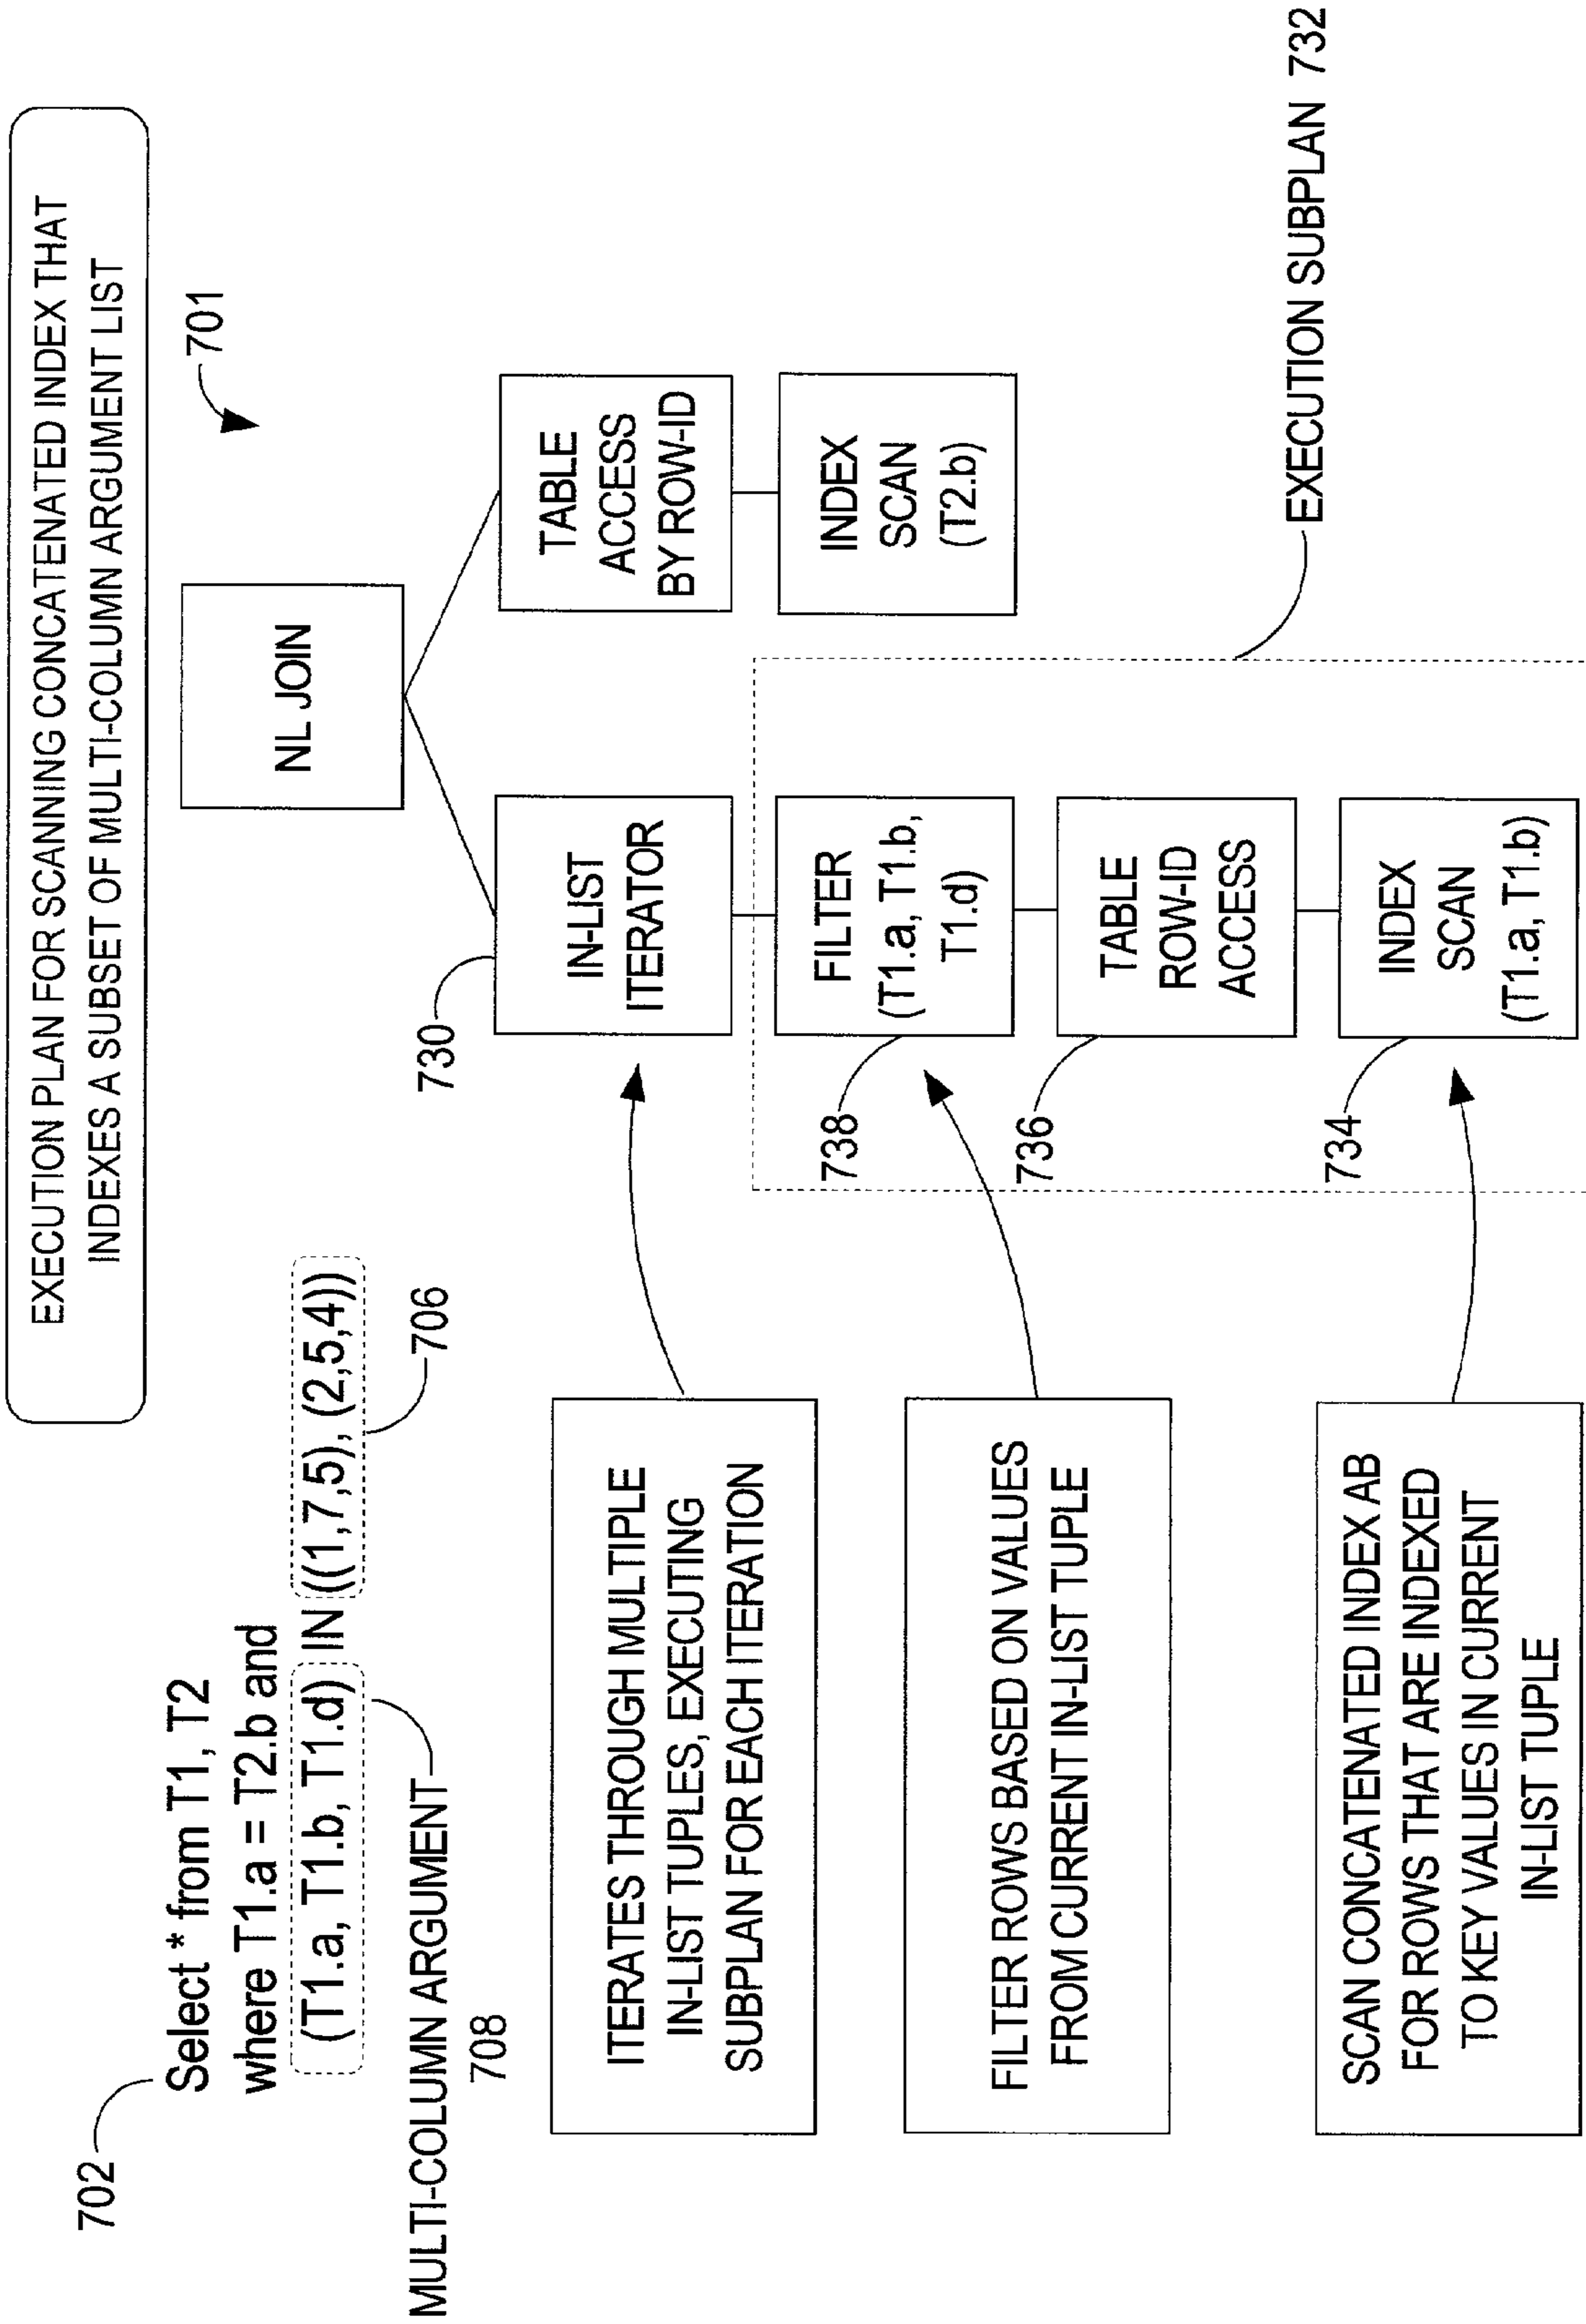 EXECUTION PLAN FOR SCANNING CONCATENATED INDEX THAT
INDEXES A SUBSET OF MULTI-COLUMN ARGUMENT LIST
702
Select * from T1, T2
where T1.a = T2.b and
(T1.a, T1.b, T1.d) IN ((1,7,5), (2,5,4))
706
MULTI-COLUMN ARGUMENT
708
701
NL JOIN
730
IN-LIST
ITERATOR
TABLE
ACCESS
BY ROW-ID
INDEX
SCAN
(T2.b)
ITERATES THROUGH MULTIPLE
IN-LIST TUPLES, EXECUTING
SUBPLAN FOR EACH ITERATION
738
FILTER
(T1.a, T1.b,
T1.d)
FILTER ROWS BASED ON VALUES
FROM CURRENT IN-LIST TUPLE
736
TABLE
ROW-ID
ACCESS
734
INDEX
SCAN
(T1.a, T1.b)
SCAN CONCATENATED INDEX AB
FOR ROWS THAT ARE INDEXED
TO KEY VALUES IN CURRENT
IN-LIST TUPLE
EXECUTION SUBPLAN 732